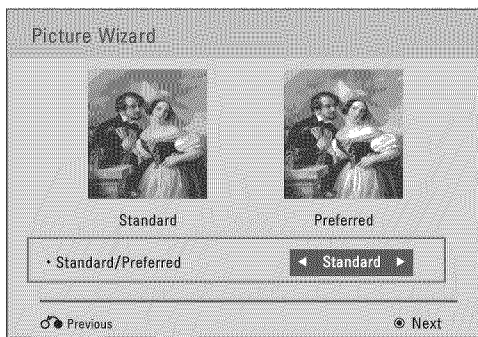 Picture Wizard
Standard Preferred
• Standard/Preferred ◄ Standard ►
Previous ◉ Next